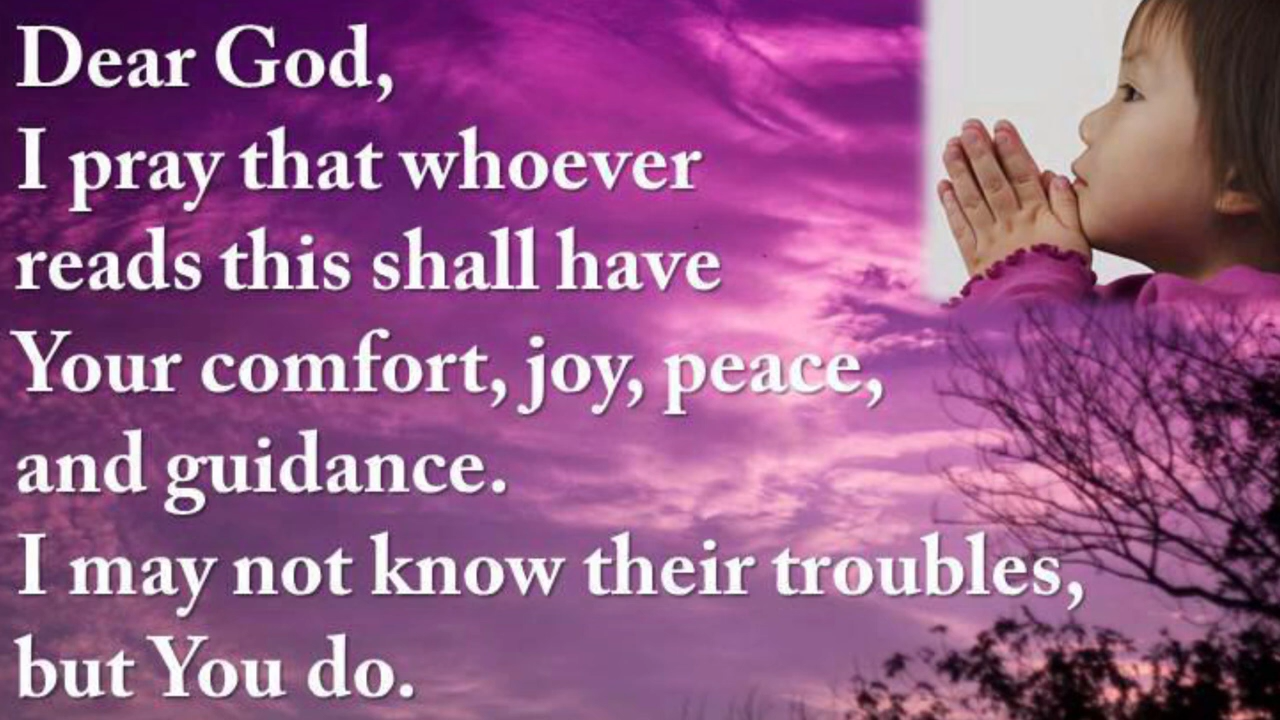 Dear God,
I pray that whoever
reads this shall have
Your comfort, joy, peace,
and guidance.
I may not know their troubles,
but You do.